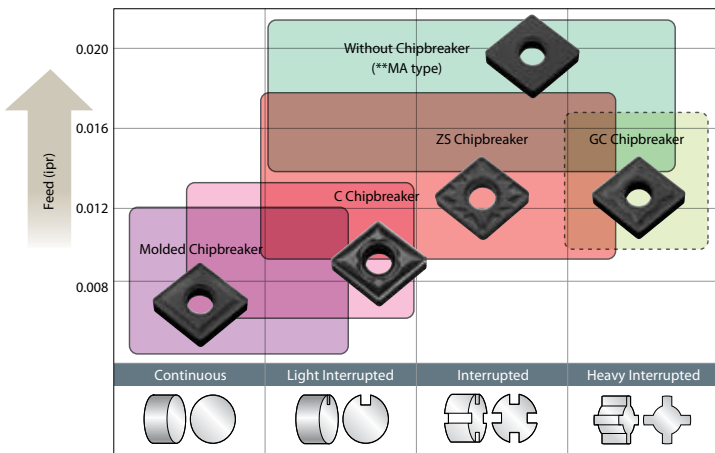 0.020
0.016
0.012
0.008
Feed (ipr)
Without Chipbreaker
(**MA type)
ZS Chipbreaker
GC Chipbreaker
C Chipbreaker
Molded Chipbreaker
Continuous
Light Interrupted
Interrupted
Heavy Interrupted